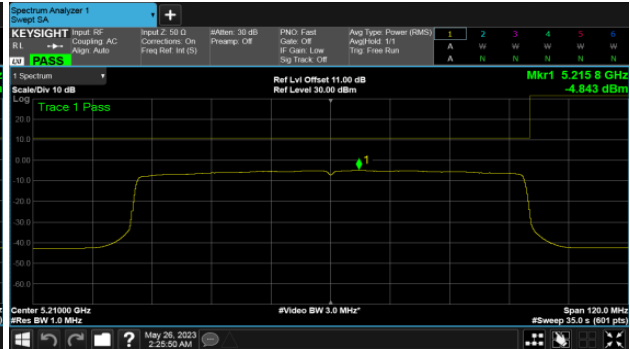 Spectrum Analyzer 1
Swept SA
+
KEYSIGHT Input: RF Input Z: 50 Ω #Atten: 30 dB PNO: Fast Avg Type: Power (RMS) 1 2 3 4 5 6
RL Coupling: AC Corrections: On Preamp: Off Gate: Off Avg|Hold: 1/1 A W W W W W
Align: Auto Freq Ref: Int (S) IF Gain: Low Trig: Free Run
LXI PASS Sig Track: Off A N N N N N
1 Spectrum Ref Lvl Offset 11.00 dB Mkr1 5.215 8 GHz
Scale/Div 10 dB Ref Level 30.00 dBm -4.843 dBm
Log
Trace 1 Pass
20.0
10.0
0.00
1
-10.0
-20.0
-30.0
-40.0
-50.0
-60.0
Center 5.21000 GHz #Video BW 3.0 MHz* Span 120.0 MHz
#Res BW 1.0 MHz #Sweep 35.0 s (601 pts)
? May 26, 2023
2:25:50 AM